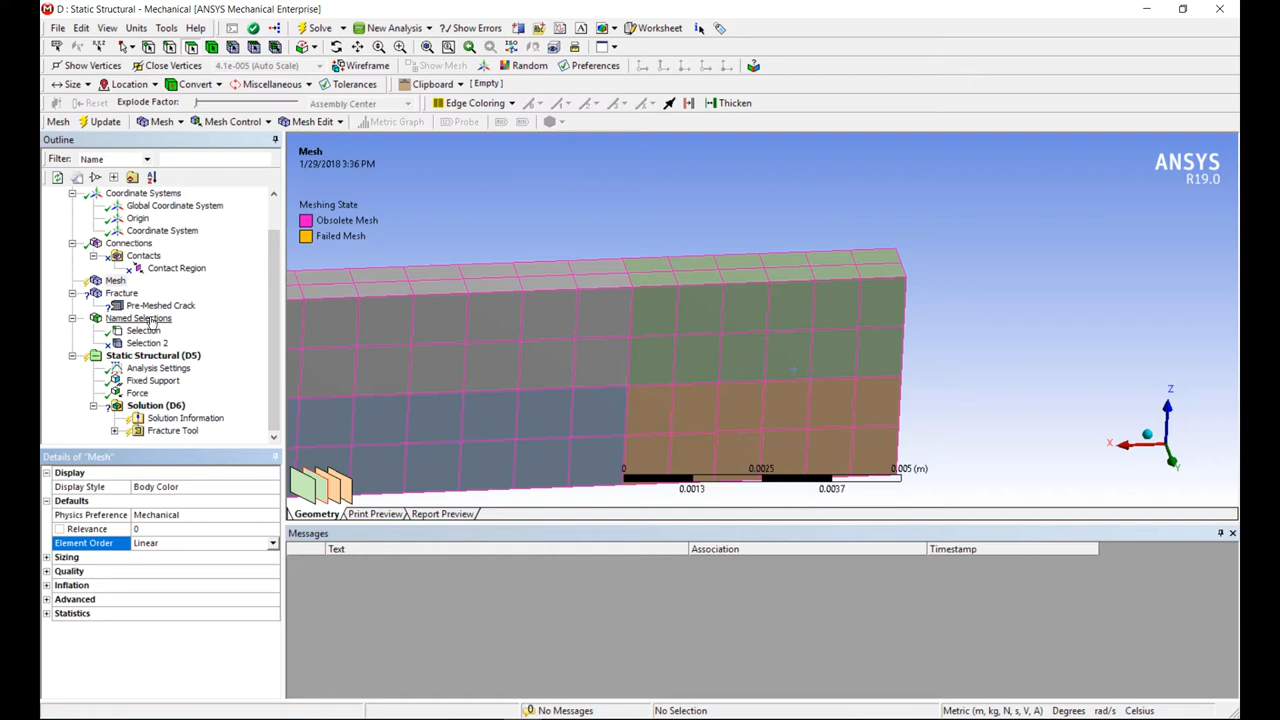 D : Static Structural - Mechanical [ANSYS Mechanical Enterprise]
File Edit View Units Tools Help Solve New Analysis ? Show Errors Worksheet
Show Vertices Close Vertices 4.1e-005 (Auto Scale) Wireframe Show Mesh Random Preferences
Size Location Convert Miscellaneous Tolerances Clipboard [ Empty ]
Reset Explode Factor: Assembly Center Edge Coloring Thicken
Mesh Update Mesh Mesh Control Mesh Edit Metric Graph Probe
Outline
Filter: Name
Coordinate Systems
Global Coordinate System
Origin
Coordinate System
Connections
Contacts
Contact Region
Mesh
Fracture
Pre-Meshed Crack
Named Selections
Selection
Selection 2
Static Structural (D5)
Analysis Settings
Fixed Support
Force
Solution (D6)
Solution Information
Fracture Tool
Details of "Mesh"
Display
Display Style Body Color
Defaults
Physics Preference Mechanical
Relevance 0
Element Order Linear
Sizing
Quality
Inflation
Advanced
Statistics
Mesh
1/29/2018 3:36 PM
Meshing State
Obsolete Mesh
Failed Mesh
ANSYS
R19.0
Z
X
Y
0 0.0025 0.005 (m)
0.0013 0.0037
Geometry Print Preview Report Preview
Messages
Text Association Timestamp
0 No Messages No Selection Metric (m, kg, N, s, V, A) Degrees rad/s Celsius